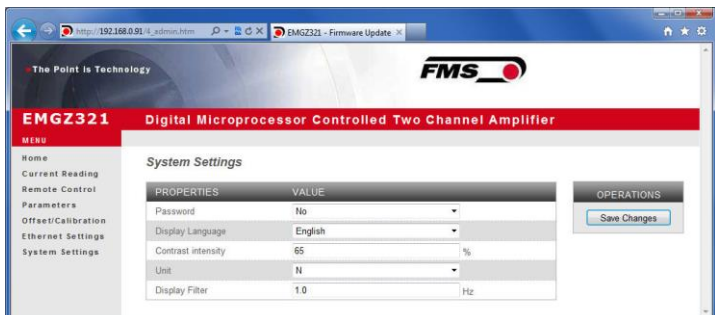 http://192.168.0.91/4_admin.htm
EMGZ321 - Firmware Update
The Point Is Technology
FMS
EMGZ321 Digital Microprocessor Controlled Two Channel Amplifier
MENU
Home
Current Reading
Remote Control
Parameters
Offset/Calibration
Ethernet Settings
System Settings
System Settings
PROPERTIES VALUE
Password No
Display Language English
Contrast intensity 65 %
Unit N
Display Filter 1.0 Hz
OPERATIONS
Save Changes